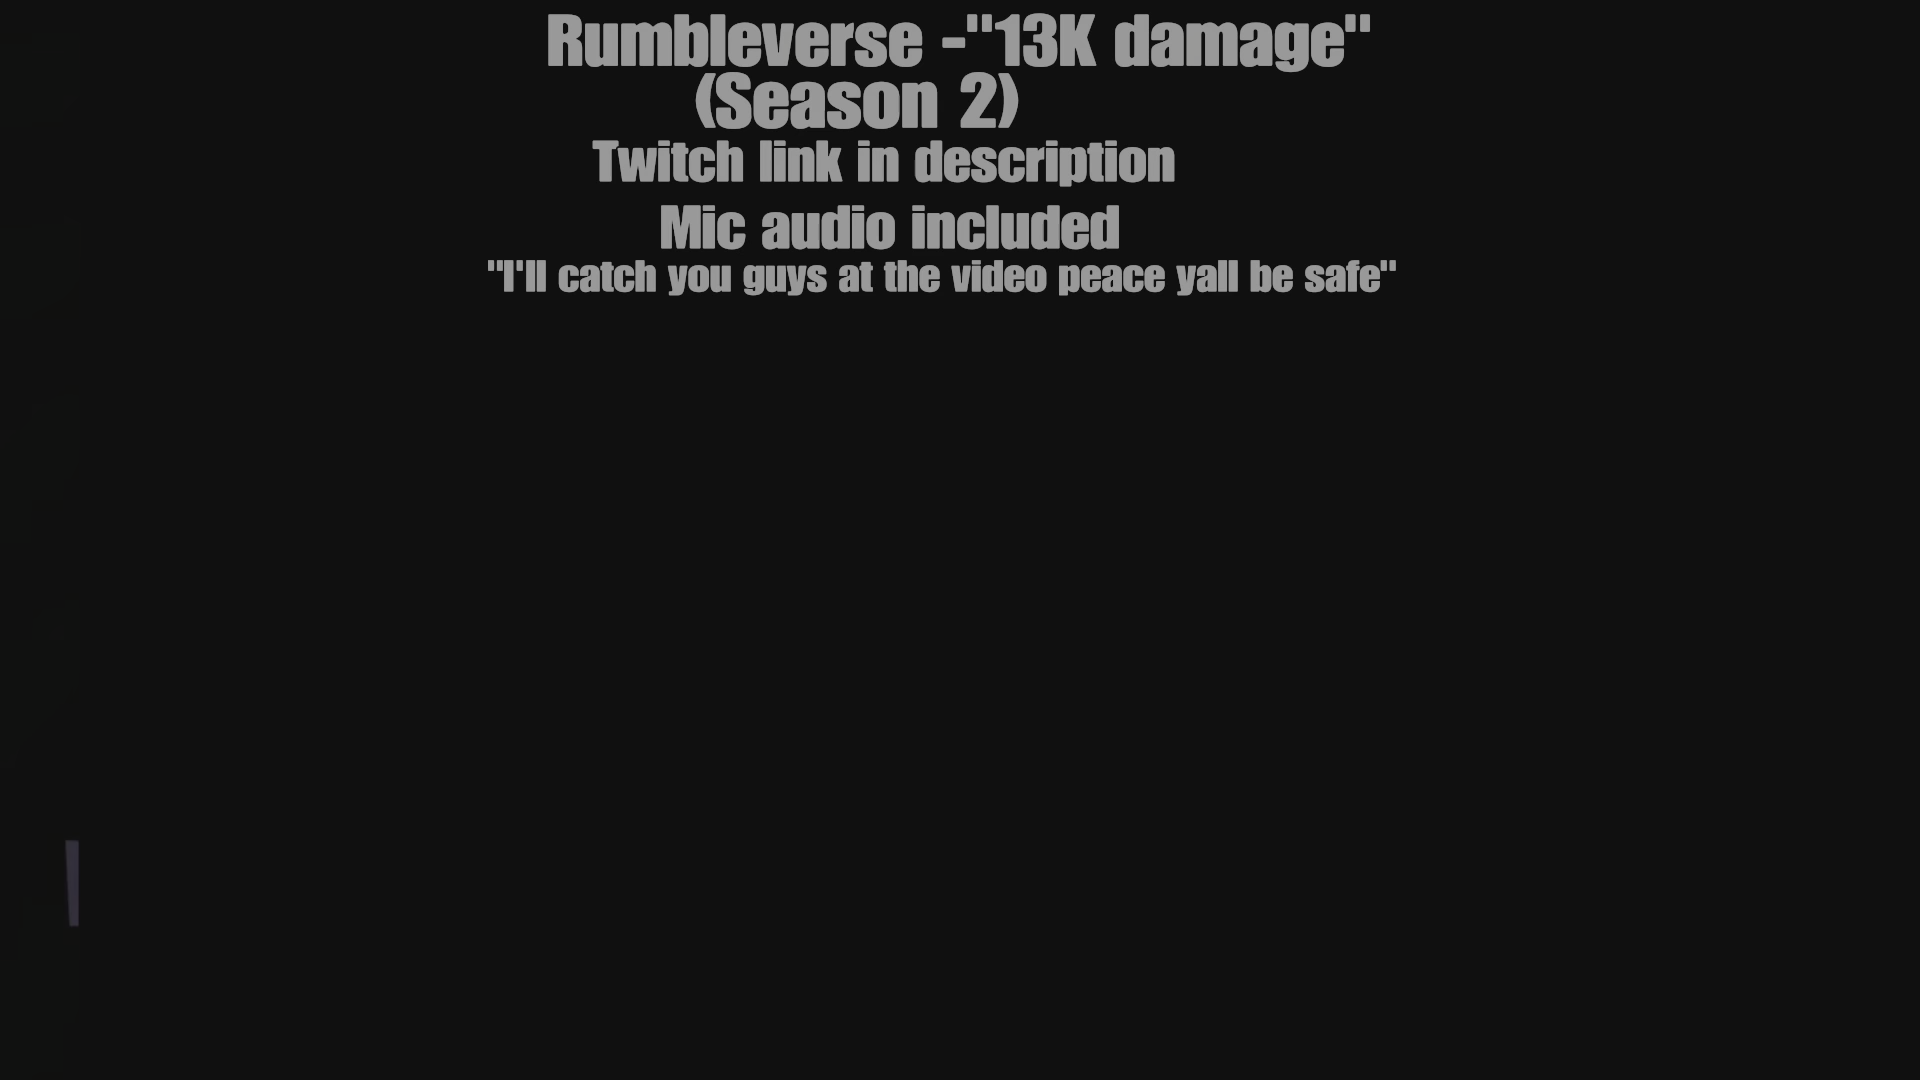 Rumbleverse -"13K damage"
(Season 2)
Twitch link in description
Mic audio included
"I'll catch you guys at the video peace yall be safe"